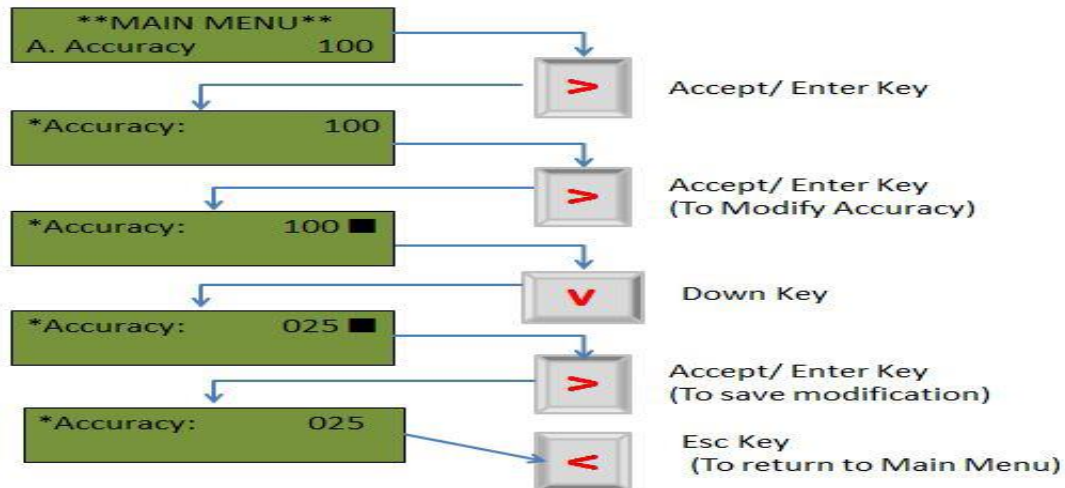 **MAIN MENU**
A. Accuracy 100
>
Accept/ Enter Key
*Accuracy: 100
>
Accept/ Enter Key
(To Modify Accuracy)
*Accuracy: 100 ■
v
Down Key
*Accuracy: 025 ■
>
Accept/ Enter Key
(To save modification)
*Accuracy: 025
<
Esc Key
(To return to Main Menu)